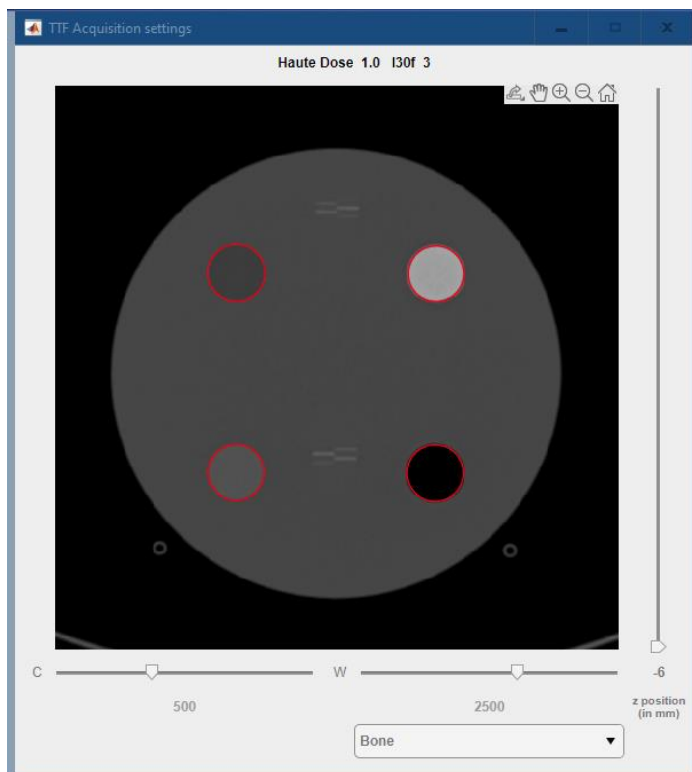 TTF Acquisition settings
Haute Dose 1.0 I30f 3
C
W
-6
500
2500
z position
(in mm)
Bone